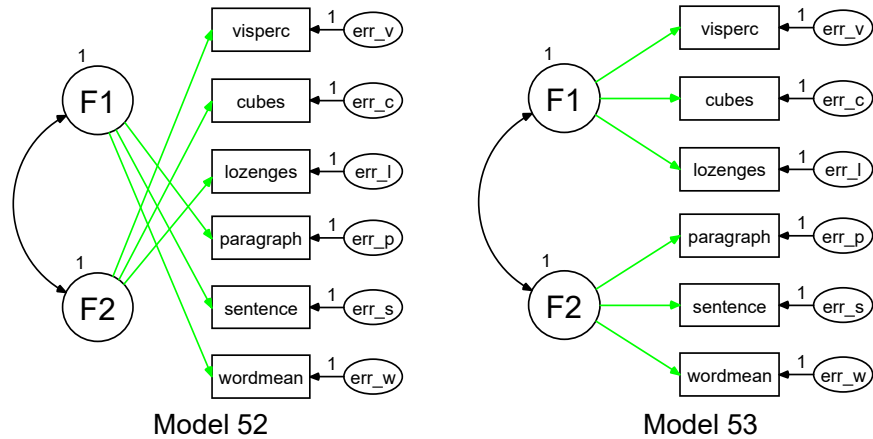 1 visperc 1 err_v
F1
cubes 1 err_c
lozenges 1 err_l
paragraph 1 err_p
1
F2
sentence 1 err_s
wordmean 1 err_w
Model 52
1 visperc 1 err_v
F1
cubes 1 err_c
lozenges 1 err_l
paragraph 1 err_p
1
F2
sentence 1 err_s
wordmean 1 err_w
Model 53